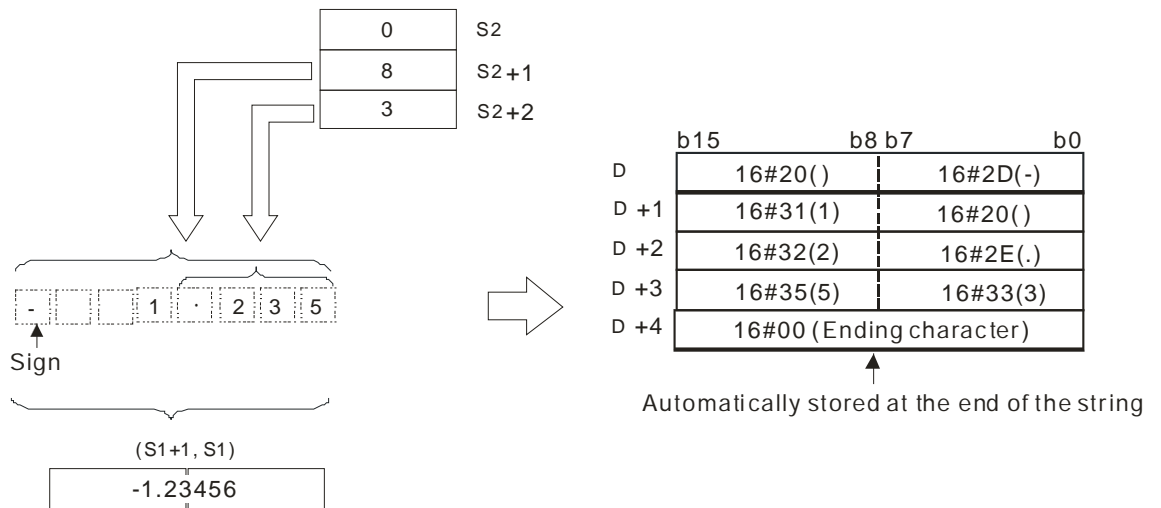 0 S2
8 S2+1
3 S2+2
- 1 . 2 3 5
Sign
(S1+1, S1)
-1.23456
b15 b8 b7 b0
D 16#20( ) 16#2D(-)
D +1 16#31(1) 16#20( )
D +2 16#32(2) 16#2E(.)
D +3 16#35(5) 16#33(3)
D +4 16#00 (Ending character)
Automatically stored at the end of the string